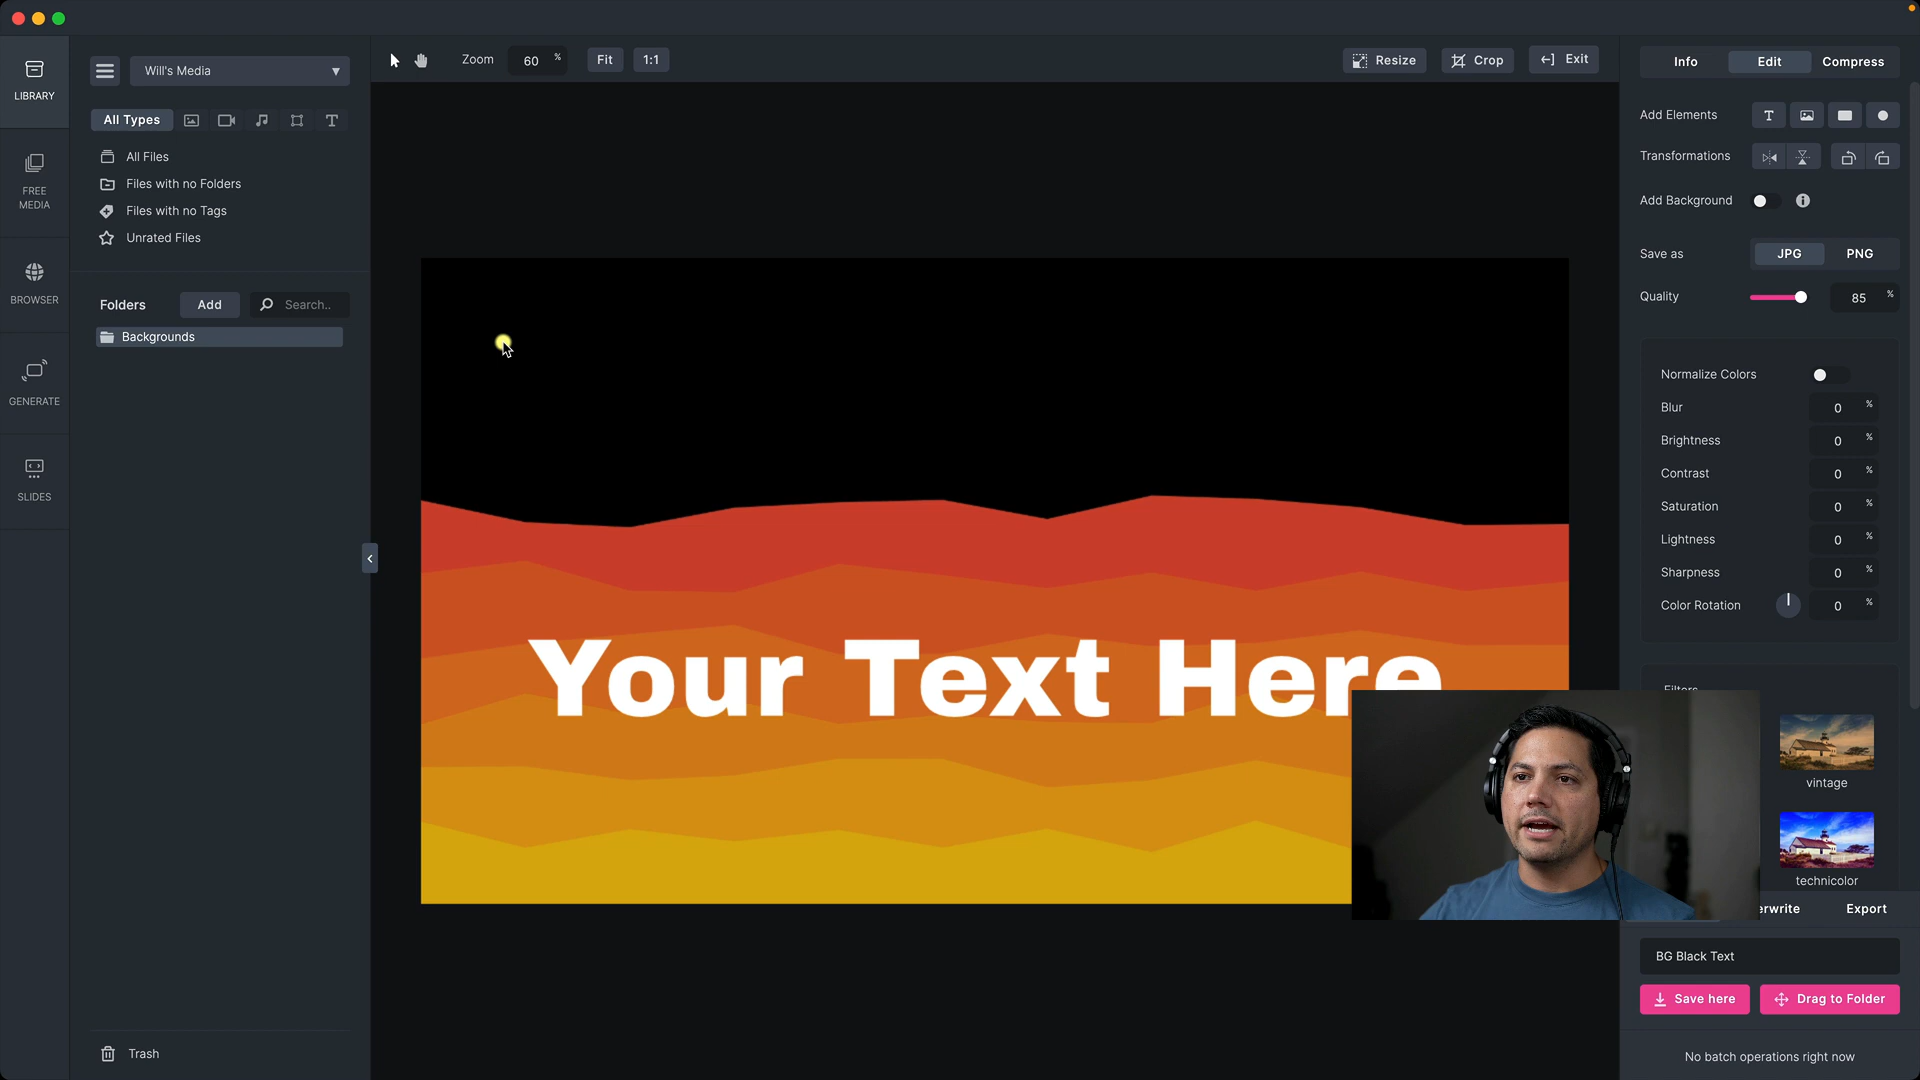 LIBRARY
FREE
MEDIA
BROWSER
GENERATE
SLIDES
Will's Media
All Types
All Files
Files with no Folders
Files with no Tags
Unrated Files
Folders
Add
Search..
Backgrounds
Trash
Zoom
60 %
Fit
1:1
Resize
Crop
Exit
Your Text Here
Info
Edit
Compress
Add Elements
Transformations
Add Background
Save as
JPG
PNG
Quality
85 %
Normalize Colors
Blur
0 %
Brightness
0 %
Contrast
0 %
Saturation
0 %
Lightness
0 %
Sharpness
0 %
Color Rotation
0 %
Filters
vintage
technicolor
erwrite
Export
BG Black Text
Save here
Drag to Folder
No batch operations right now